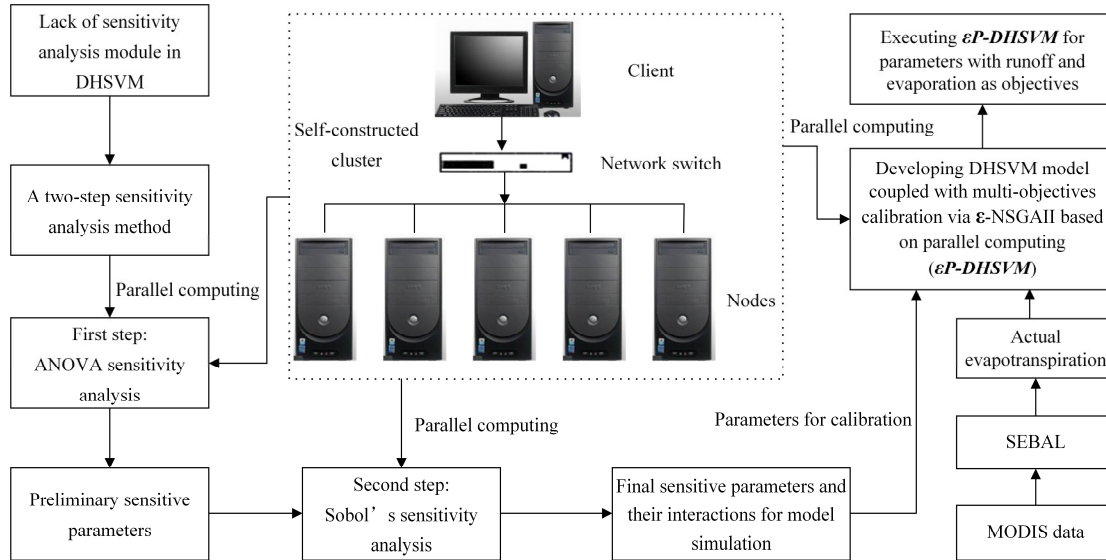 Lack of sensitivity
analysis module in
DHSVM
A two-step sensitivity
analysis method
Parallel computing
First step:
ANOVA sensitivity
analysis
Preliminary sensitive
parameters
Self-constructed
cluster
Client
Network switch
Nodes
Parallel computing
Second step:
Sobol’s sensitivity
analysis
Final sensitive parameters and
their interactions for model
simulation
Parameters for calibration
Parallel computing
Executing εP-DHSVM for
parameters with runoff and
evaporation as objectives
Developing DHSVM model
coupled with multi-objectives
calibration via ε-NSGAII based
on parallel computing
(εP-DHSVM)
Actual
evapotranspiration
SEBAL
MODIS data